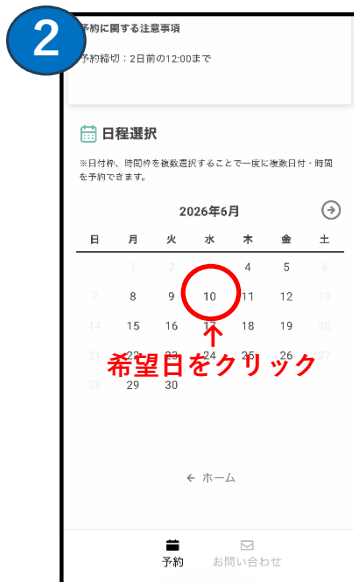 2
予約に関する注意事項
予約締切：2日前の12:00まで
日程選択
※日付枠、時間枠を複数選択することで一度に複数日付・時間
を予約できます。
2026年6月
日 月 火 水 木 金 土
1 2 3 4 5 6
7 8 9 10 11 12 13
14 15 16 17 18 19 20
21 22 23 24 25 26 27
希望日をクリック
28 29 30
← ホーム
予約 お問い合わせ